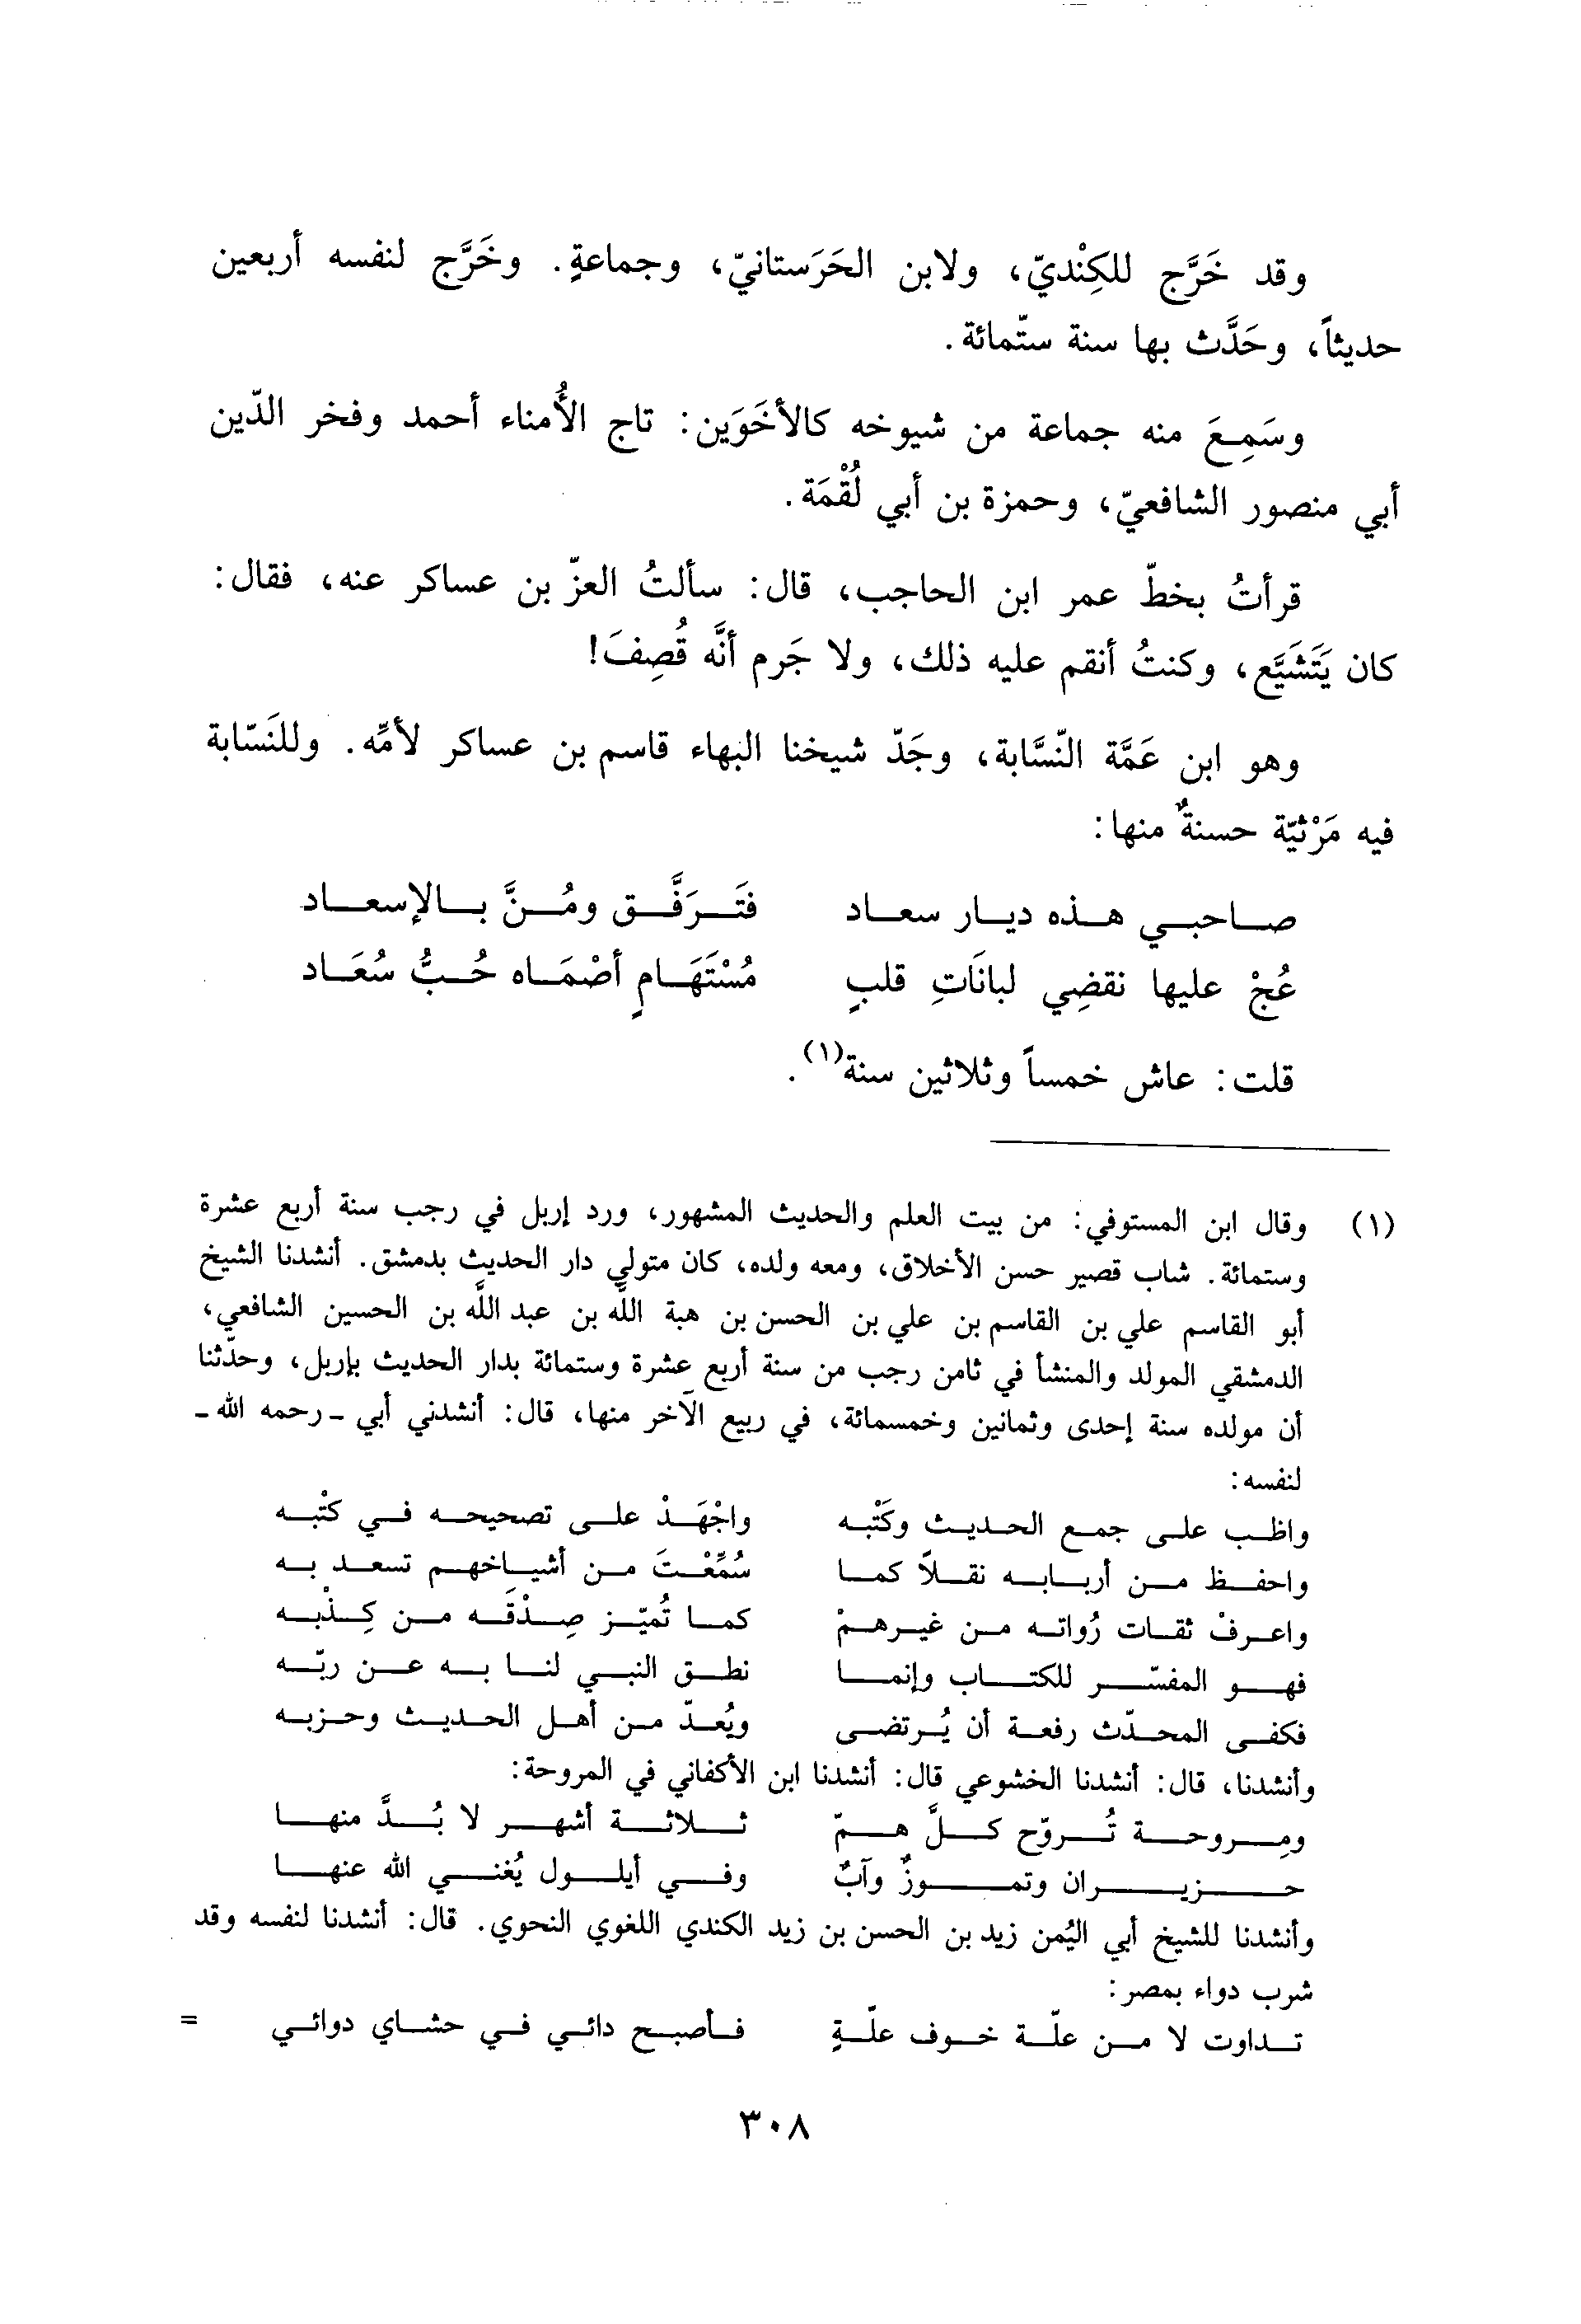 وقد خَرَّج للكِنْديّ، ولابن الحَرَستانيّ، وجماعةٍ. وخَرَّج لنفسه أربعين
حديثاً، وحَدَّث بها سنة ستّمائة.
وسَمِعَ منه جماعة من شيوخه كالأخَوَين: تاج الأُمناء أحمد وفخر الدّين
أبي منصور الشافعيّ، وحمزة بن أبي لُقْمَة.
قرأتُ بخطّ عمر ابن الحاجب، قال: سألتُ العزّ بن عساكر عنه، فقال:
كان يَتَشَيَّع، وكنتُ أنقم عليه ذلك، ولا جَرم أنَّه قُصِفَ!
وهو ابن عَمَّة النّسَّابة، وجَدّ شيخنا البهاء قاسم بن عساكر لأمّه. وللنَسّابة
فيه مَرْثيّة حسنةٌ منها:
صاحبي هذه ديار سعاد فَتَرَفَّق ومُنَّ بالإسعاد
عُجْ عليها نقضِي لبانَاتِ قلبٍ مُسْتَهَامٍ أضْمَاه حُبُّ سُعَاد
قلت: عاش خمساً وثلاثين سنة(١).
(١) وقال ابن المستوفي: من بيت العلم والحديث المشهور، ورد إربل في رجب سنة أربع عشرة
وستمائة. شاب قصير حسن الأخلاق، ومعه ولده، كان متولي دار الحديث بدمشق. أنشدنا الشيخ
أبو القاسم علي بن القاسم بن علي بن الحسن بن هبة اللَّه بن عبد اللَّه بن الحسين الشافعي،
الدمشقي المولد والمنشأ في ثامن رجب من سنة أربع عشرة وستمائة بدار الحديث بإربل، وحدّثنا
أن مولده سنة إحدى وثمانين وخمسمائة، في ربيع الآخر منها، قال: أنشدني أبي - رحمه الله -
لنفسه:
واظب على جمع الحديث وكَتْبه واجْهَدْ على تصحيحه في كتْبه
واحفظ من أربابه نقلاً كما سُمِّعْتَ من أشياخهم تسعد به
واعرفْ ثقات رُواته من غيرهمْ كما تُميّز صِدْقَه من كِذْبه
فهو المفسّر للكتاب وإنما نطق النبي لنا به عن ربّه
فكفى المحدّث رفعة أن يُرتضى ويُعدّ من أهل الحديث وحزبه
وأنشدنا، قال: أنشدنا الخشوعي قال: أنشدنا ابن الأكفاني في المروحة:
ومِروحة تُروّح كلَّ همّ ثلاثة أشهر لا بُدَّ منها
حزيران وتموزٌ وآبٌ وفي أيلول يُغني الله عنها
وأنشدنا للشيخ أبي اليُمن زيد بن الحسن بن زيد الكندي اللغوي النحوي. قال: أنشدنا لنفسه وقد
شرب دواء بمصر:
تداوت لا من علّة خوف علّةٍ فأصبح دائي في حشاي دوائي =
٣٠٨